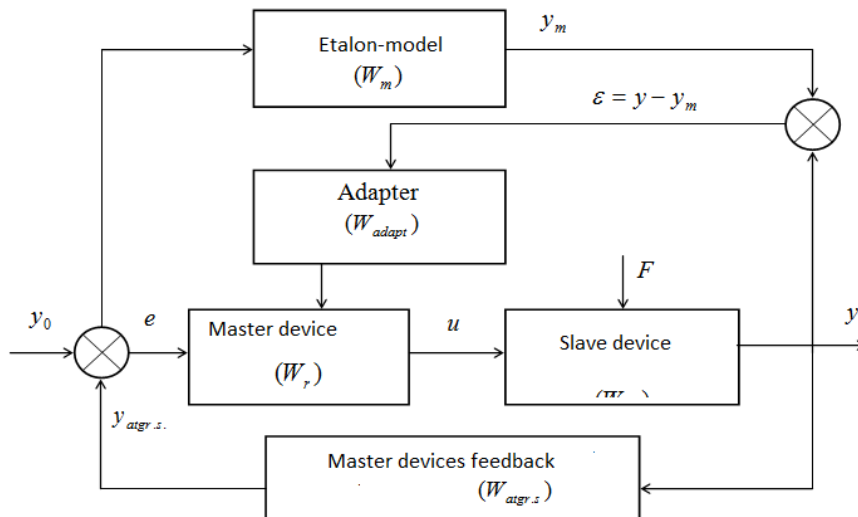 Etalon-model
(W_m)
y_m
ε = y − y_m
Adapter
(W_adapt)
F
y_0
e
Master device
(W_r)
u
Slave device
y
y_atgr.s.
Master devices feedback
(W_atgr.s)